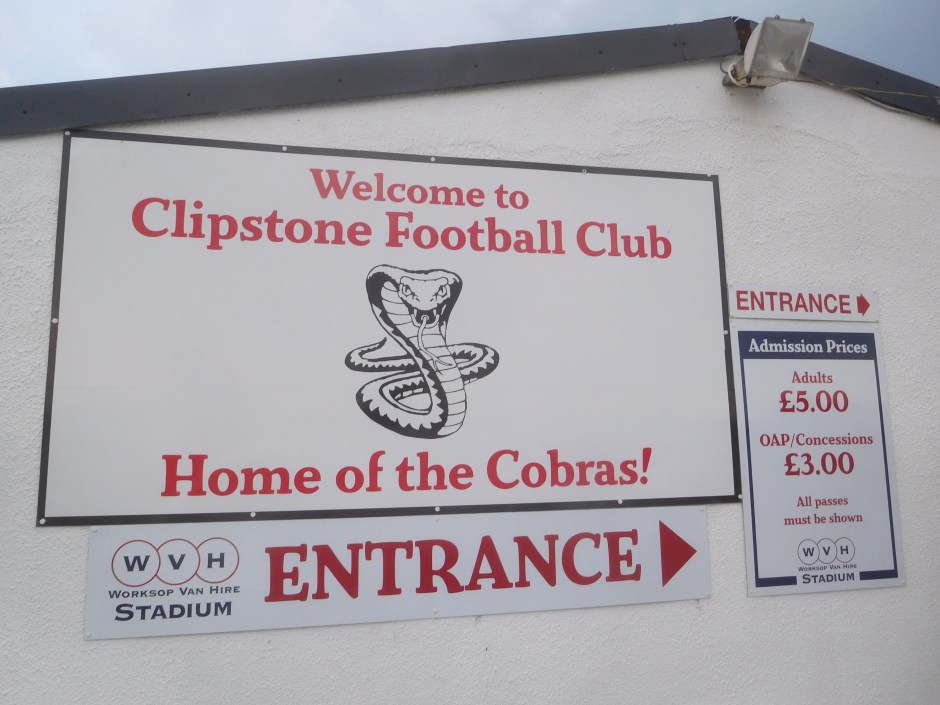 Welcome to
Clipstone Football Club
Home of the Cobras!
WVH
WORKSOP VAN HIRE
STADIUM
ENTRANCE
ENTRANCE
Admission Prices
Adults
£5.00
OAP/Concessions
£3.00
All passes
must be shown
WVH
WORKSOP VAN HIRE
STADIUM